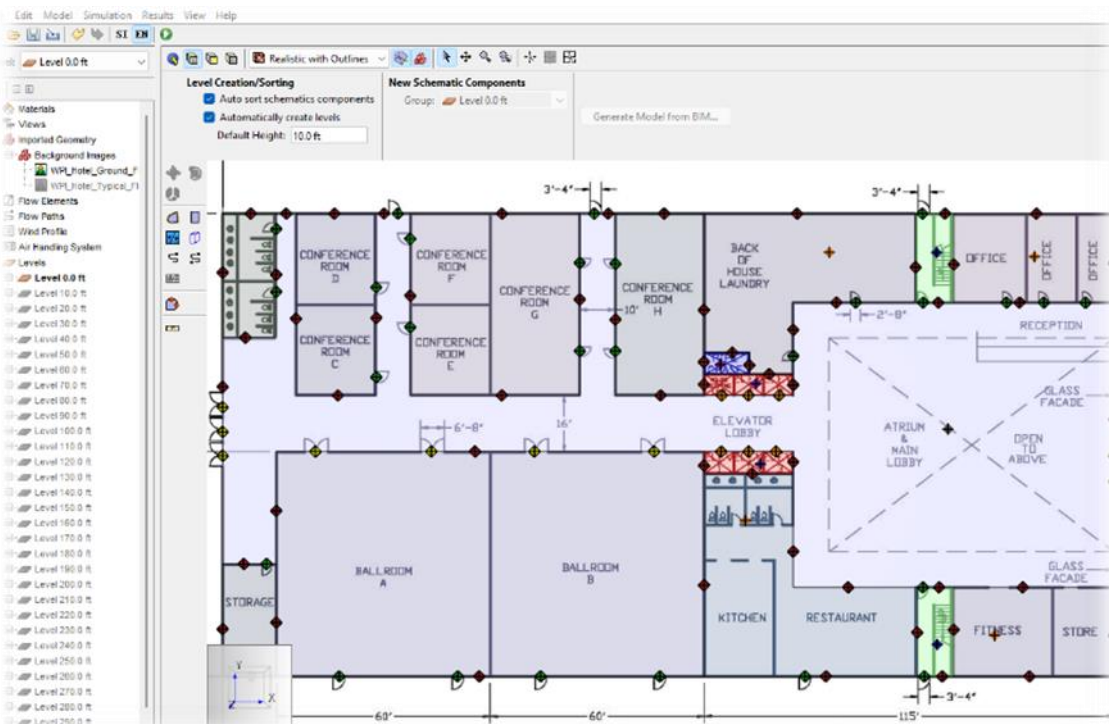 Edit Model Simulation Results View Help
SI EN
Level 0.0 ft
Realistic with Outlines
Level Creation/Sorting
Auto sort schematics components
Automatically create levels
Default Height: 10.0 ft
New Schematic Components
Group: Level 0.0 ft
Generate Model from BIM...
Materials
Views
Imported Geometry
Background Images
WPI_Hotel_Ground_F
WPI_Hotel_Typical_Fl
Flow Elements
Flow Paths
Wind Profile
Air Handling System
Levels
Level 0.0 ft
Level 10.0 ft
Level 20.0 ft
Level 30.0 ft
Level 40.0 ft
Level 50.0 ft
Level 60.0 ft
Level 70.0 ft
Level 80.0 ft
Level 90.0 ft
Level 100.0 ft
Level 110.0 ft
Level 120.0 ft
Level 130.0 ft
Level 140.0 ft
Level 150.0 ft
Level 160.0 ft
Level 170.0 ft
Level 180.0 ft
Level 190.0 ft
Level 200.0 ft
Level 210.0 ft
Level 220.0 ft
Level 230.0 ft
Level 240.0 ft
Level 250.0 ft
Level 260.0 ft
Level 270.0 ft
Level 280.0 ft
Level 290.0 ft
3'-4"
3'-4"
CONFERENCE
ROOM
D
CONFERENCE
ROOM
F
CONFERENCE
ROOM
G
CONFERENCE
ROOM
H
BACK
OF
HOUSE
LAUNDRY
OFFICE
OFFICE
OFFICE
10'
2'-8"
RECEPTION
CONFERENCE
ROOM
C
CONFERENCE
ROOM
E
GLASS
FACADE
6'-8"
16'
ELEVATOR
LOBBY
ATRIUM
&
MAIN
LOBBY
OPEN
TO
ABOVE
BALLROOM
A
BALLROOM
B
GLASS
FACADE
STORAGE
KITCHEN
RESTAURANT
FITNESS
STORE
Y
X
Z
3'-4"
60'
60'
115'